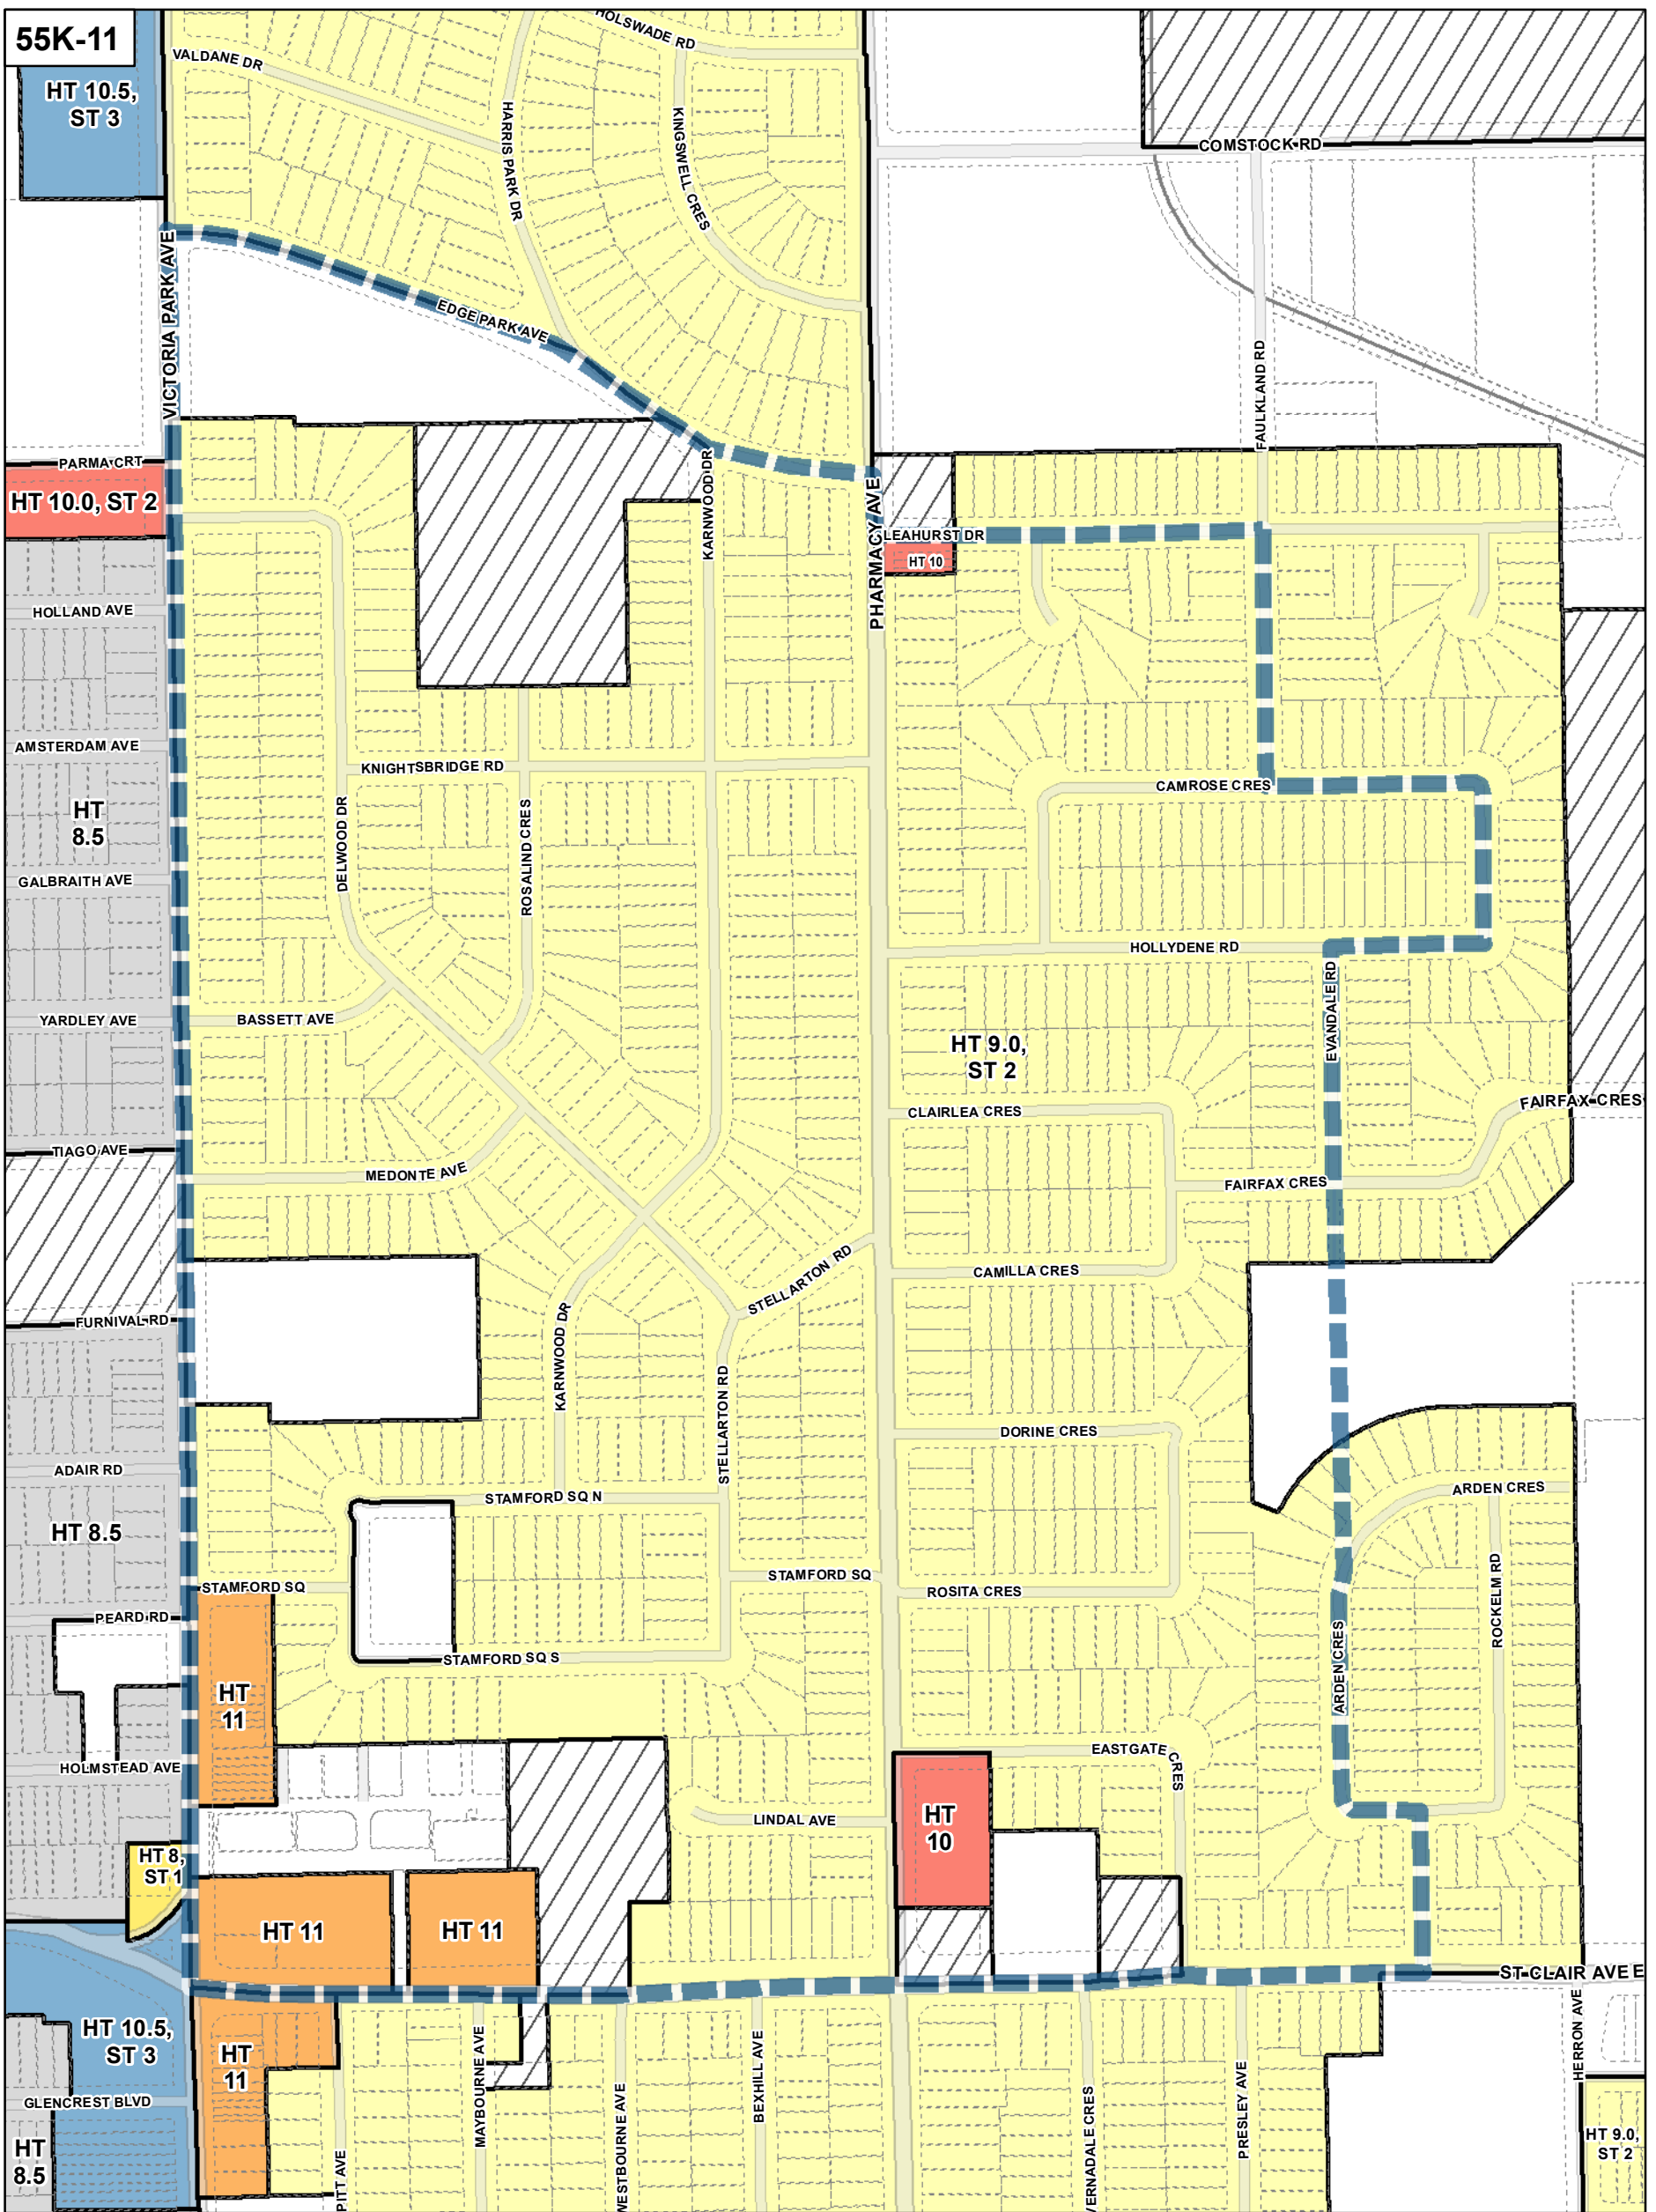 55K-11
HOLSWADE RD
VALDANE DR
HT 10.5,
ST 3
HARRIS PARK DR
KINGSWELL CRES
COMSTOCK RD
VICTORIA PARK AVE
EDGE PARK AVE
FAULKLAND RD
PARMA CRT
HT 10.0, ST 2
KARNWOOD DR
PHARMACY AVE
LEAHURST DR
HT 10
HOLLAND AVE
AMSTERDAM AVE
KNIGHTSBRIDGE RD
CAMROSE CRES
HT
8.5
DELWOOD DR
ROSALIND CRES
GALBRAITH AVE
HOLLYDENE RD
EVANDALE RD
YARDLEY AVE
BASSETT AVE
HT 9.0,
ST 2
CLAIRLEA CRES
FAIRFAX CRES
TIAGO AVE
MEDONTE AVE
FAIRFAX CRES
CAMILLA CRES
STELLARTON RD
FURNIVAL RD
KARNWOOD DR
STELLARTON RD
DORINE CRES
ADAIR RD
ARDEN CRES
STAMFORD SQ N
HT 8.5
STAMFORD SQ
STAMFORD SQ
ROSITA CRES
ROCKELM RD
PEARD RD
ARDEN CRES
STAMFORD SQ S
HT
11
EASTGATE CRES
HOLMSTEAD AVE
LINDAL AVE
HT
10
HT 8,
ST 1
HT 11
HT 11
ST CLAIR AVE E
HT 10.5,
ST 3
HT
11
HERRON AVE
MAYBOURNE AVE
BEXHILL AVE
PRESLEY AVE
GLENCREST BLVD
WESTBOURNE AVE
VERNADALE CRES
HT
8.5
PITT AVE
HT 9.0,
ST 2